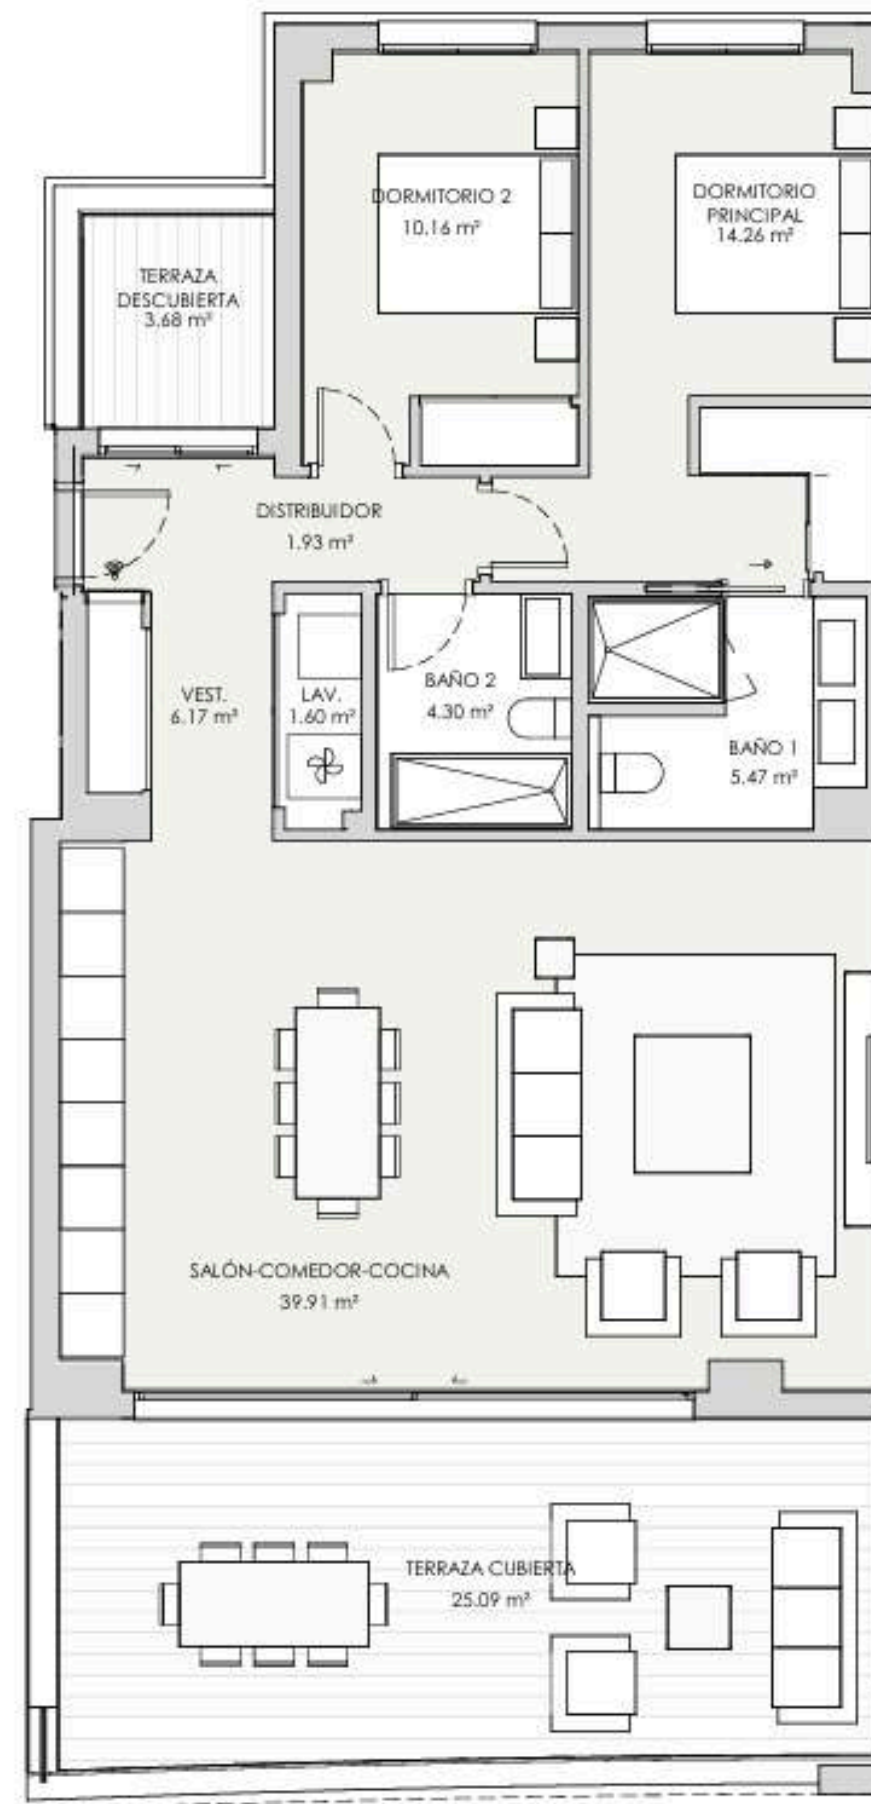 DORMITORIO 2
10.16 m²
DORMITORIO
PRINCIPAL
14.26 m²
TERRAZA
DESCUBIERTA
3.68 m²
DISTRIBUIDOR
1.93 m²
VEST.
6.17 m²
LAV.
1.60 m²
BAÑO 2
4.30 m²
BAÑO 1
5.47 m²
SALÓN-COMEDOR-COCINA
39.91 m²
TERRAZA CUBIERTA
25.09 m²